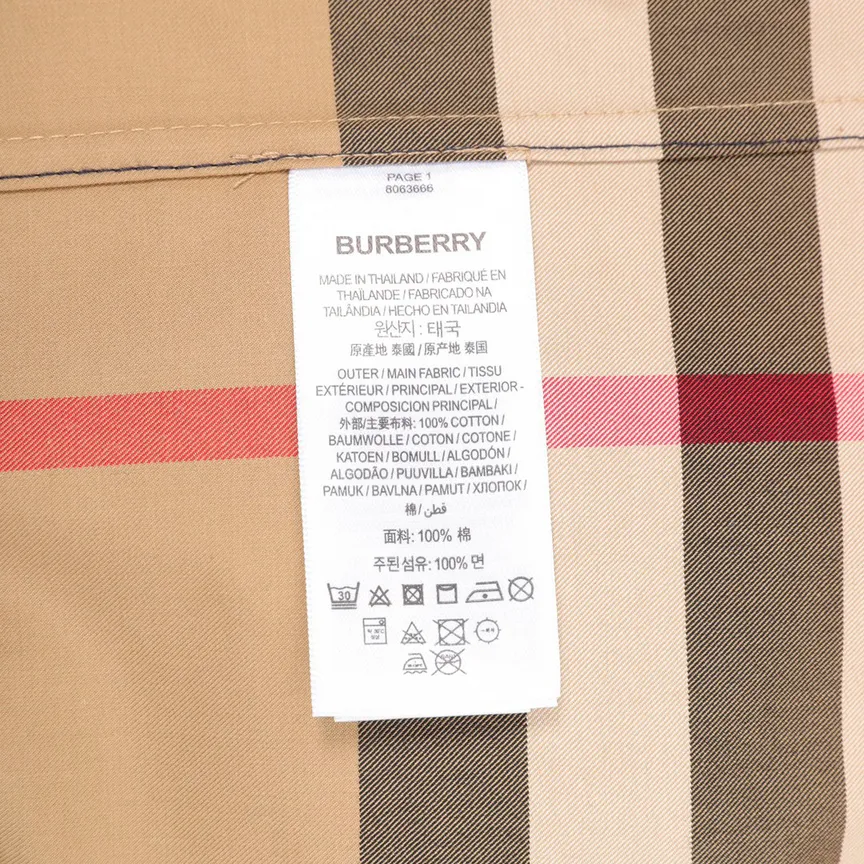 PAGE 1
8063666
BURBERRY
MADE IN THAILAND / FABRIQUÉ EN
THAÏLANDE / FABRICADO NA
TAILÂNDIA / HECHO EN TAILANDIA
원산지 : 태국
原產地 泰國 / 原产地 泰国
OUTER / MAIN FABRIC / TISSU
EXTÉRIEUR / PRINCIPAL / EXTERIOR -
COMPOSICION PRINCIPAL /
外部/主要布料: 100% COTTON /
BAUMWOLLE / COTON / COTONE /
KATOEN / BOMULL / ALGODÓN /
ALGODÃO / PUUVILLA / BAMBAKI /
PAMUK / BAVLNA / PAMUT / ХЛОПОК /
棉 / قطن
面料: 100% 棉
주된섬유: 100% 면
30